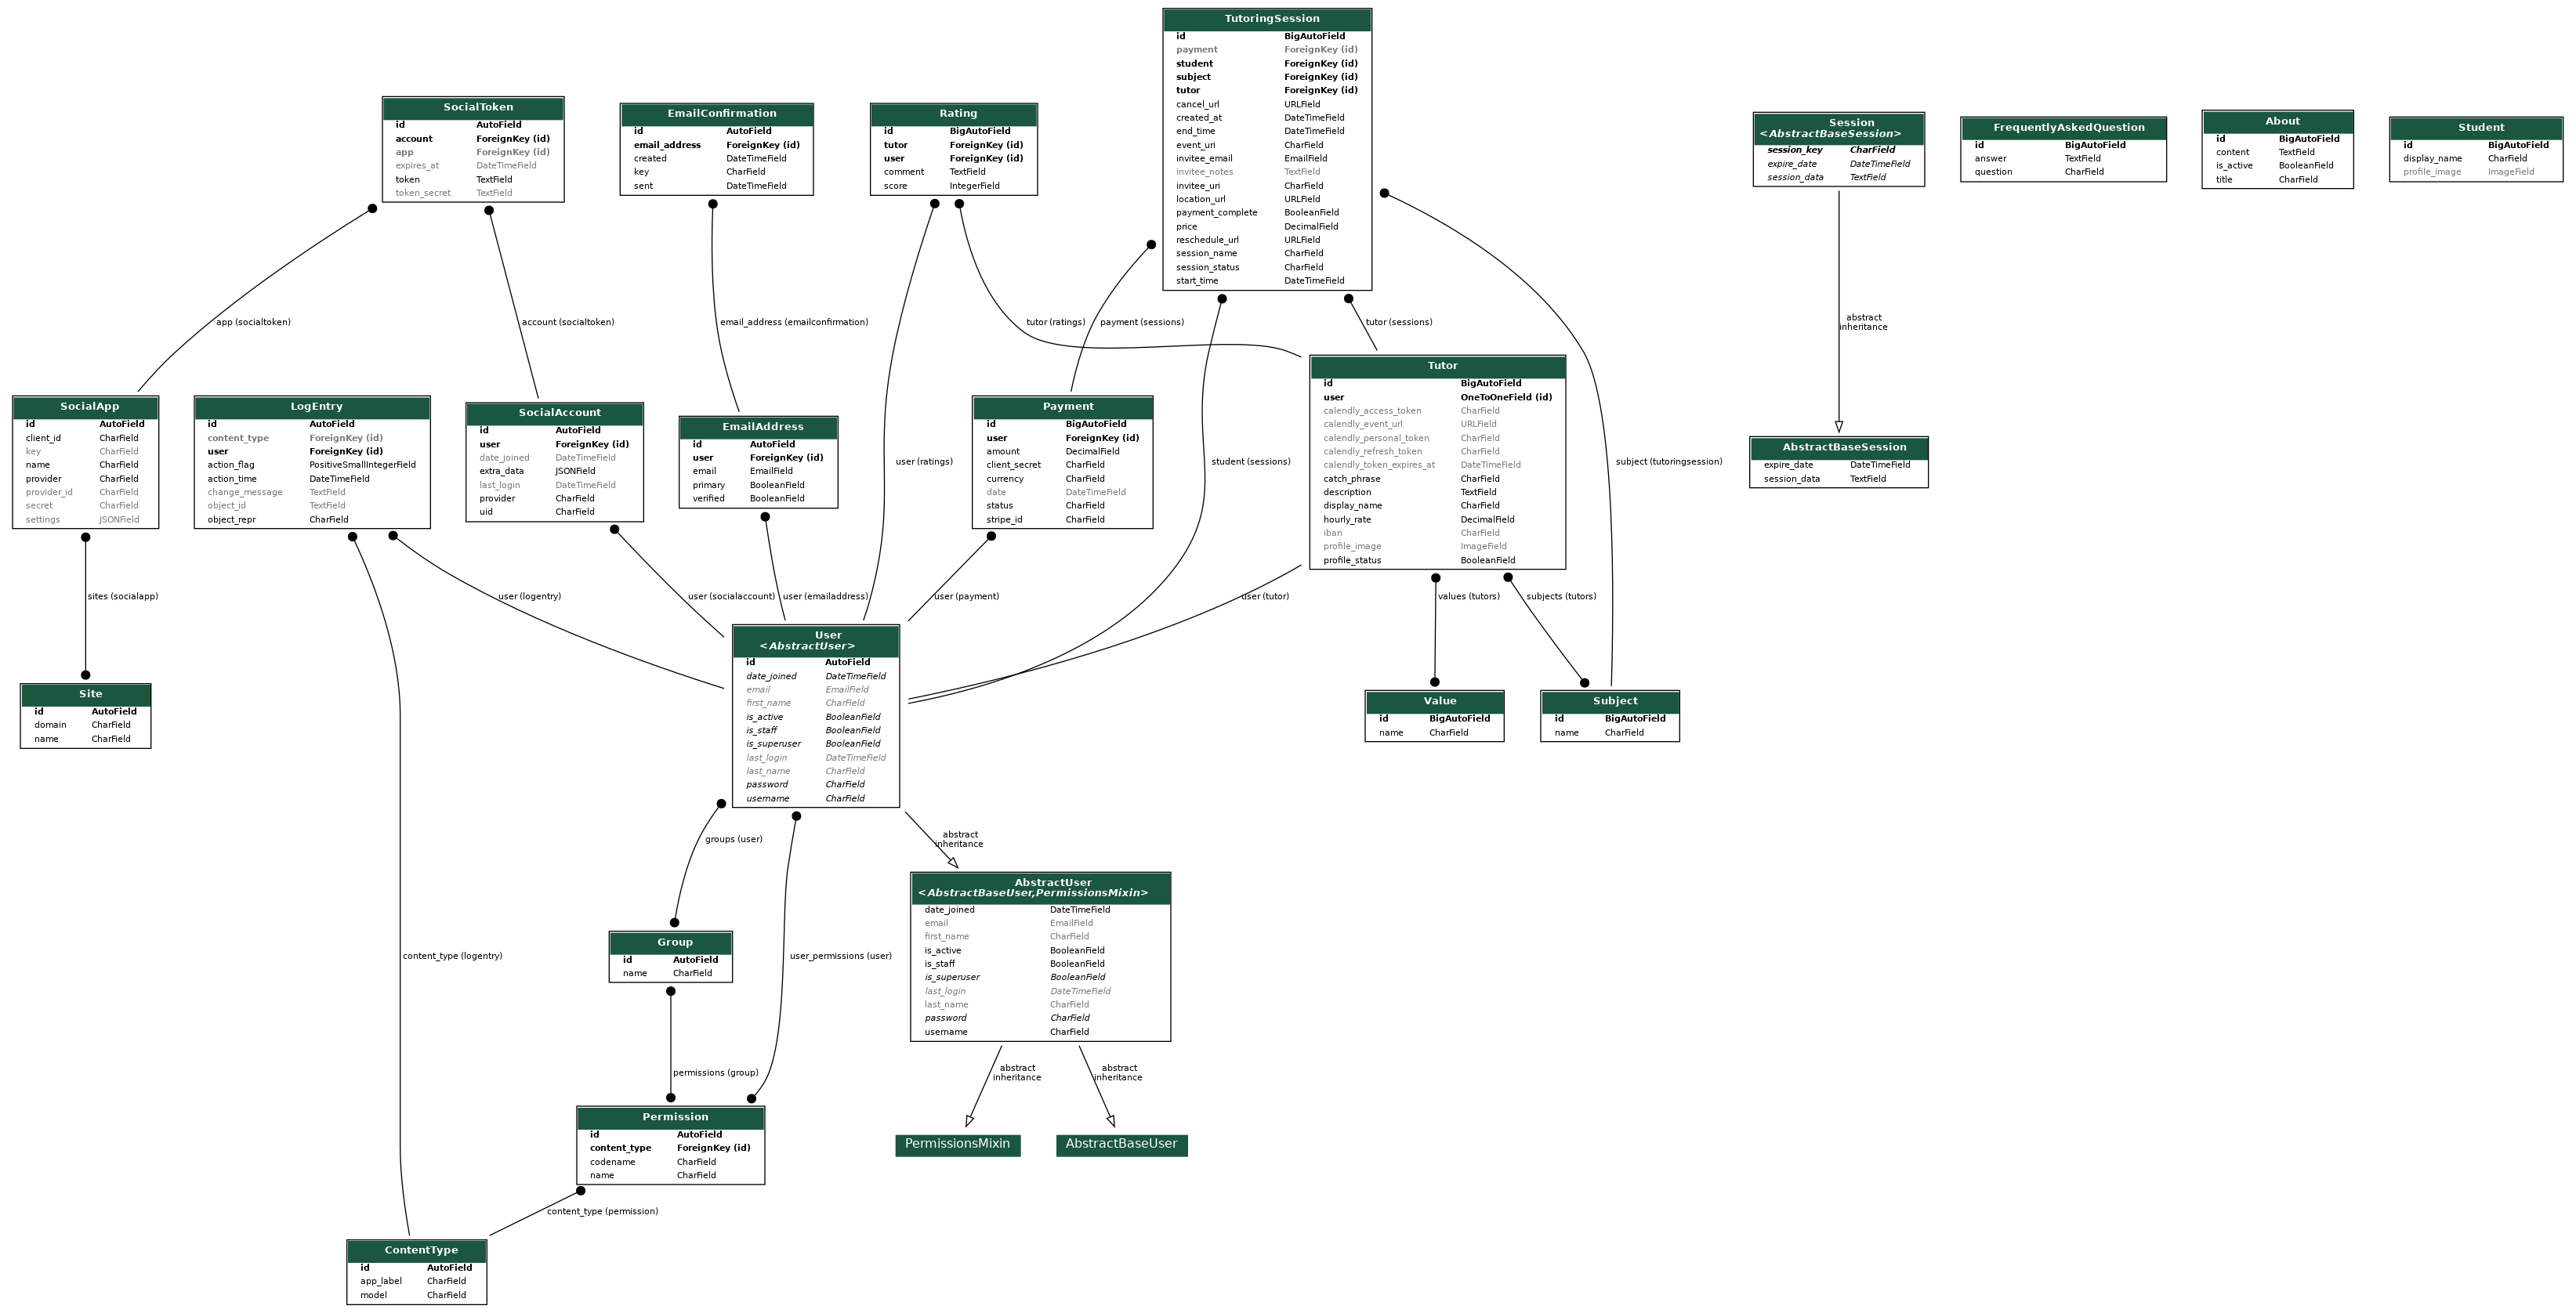 TutoringSession
id BigAutoField
payment ForeignKey (id)
student ForeignKey (id)
subject ForeignKey (id)
tutor ForeignKey (id)
cancel_url URLField
created_at DateTimeField
end_time DateTimeField
event_uri CharField
invitee_email EmailField
invitee_notes TextField
invitee_uri CharField
location_url URLField
payment_complete BooleanField
price DecimalField
reschedule_url URLField
session_name CharField
session_status CharField
start_time DateTimeField
SocialToken
id AutoField
account ForeignKey (id)
app ForeignKey (id)
expires_at DateTimeField
token TextField
token_secret TextField
EmailConfirmation
id AutoField
email_address ForeignKey (id)
created DateTimeField
key CharField
sent DateTimeField
Rating
id BigAutoField
tutor ForeignKey (id)
user ForeignKey (id)
comment TextField
score IntegerField
Session
<AbstractBaseSession>
session_key CharField
expire_date DateTimeField
session_data TextField
FrequentlyAskedQuestion
id BigAutoField
answer TextField
question CharField
About
id BigAutoField
content TextField
is_active BooleanField
title CharField
Student
id BigAutoField
display_name CharField
profile_image ImageField
app (socialtoken)
account (socialtoken)
email_address (emailconfirmation)
tutor (ratings)
payment (sessions)
tutor (sessions)
abstract
inheritance
SocialApp
id AutoField
client_id CharField
key CharField
name CharField
provider CharField
provider_id CharField
secret CharField
settings JSONField
LogEntry
id AutoField
content_type ForeignKey (id)
user ForeignKey (id)
action_flag PositiveSmallIntegerField
action_time DateTimeField
change_message TextField
object_id TextField
object_repr CharField
SocialAccount
id AutoField
user ForeignKey (id)
date_joined DateTimeField
extra_data JSONField
last_login DateTimeField
provider CharField
uid CharField
EmailAddress
id AutoField
user ForeignKey (id)
email EmailField
primary BooleanField
verified BooleanField
user (ratings)
Payment
id BigAutoField
user ForeignKey (id)
amount DecimalField
client_secret CharField
currency CharField
date DateTimeField
status CharField
stripe_id CharField
student (sessions)
Tutor
id BigAutoField
user OneToOneField (id)
calendly_access_token CharField
calendly_event_url URLField
calendly_personal_token CharField
calendly_refresh_token CharField
calendly_token_expires_at DateTimeField
catch_phrase CharField
description TextField
display_name CharField
hourly_rate DecimalField
iban CharField
profile_image ImageField
profile_status BooleanField
subject (tutoringsession)
AbstractBaseSession
expire_date DateTimeField
session_data TextField
sites (socialapp)
user (logentry)
user (socialaccount)
user (emailaddress)
user (payment)
user (tutor)
values (tutors)
subjects (tutors)
Site
id AutoField
domain CharField
name CharField
User
<AbstractUser>
id AutoField
date_joined DateTimeField
email EmailField
first_name CharField
is_active BooleanField
is_staff BooleanField
is_superuser BooleanField
last_login DateTimeField
last_name CharField
password CharField
username CharField
Value
id BigAutoField
name CharField
Subject
id BigAutoField
name CharField
groups (user)
abstract
inheritance
AbstractUser
<AbstractBaseUser,PermissionsMixin>
date_joined DateTimeField
email EmailField
first_name CharField
is_active BooleanField
is_staff BooleanField
is_superuser BooleanField
last_login DateTimeField
last_name CharField
password CharField
username CharField
Group
id AutoField
name CharField
content_type (logentry)
user_permissions (user)
permissions (group)
abstract
inheritance
abstract
inheritance
Permission
id AutoField
content_type ForeignKey (id)
codename CharField
name CharField
PermissionsMixin
AbstractBaseUser
content_type (permission)
ContentType
id AutoField
app_label CharField
model CharField